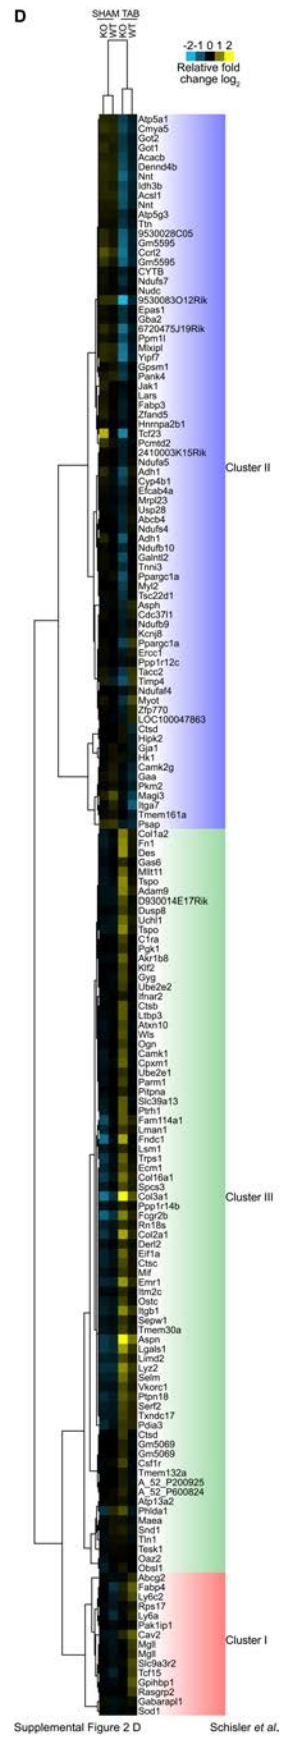 D
SHAM TAB
KO WT KO WT
-2 -1 0 1 2
Relative fold
change log2
Atp5a1
Cmya5
Got2
Got1
Acacb
Dennd4b
Nnt
Idh3b
Acsl1
Nnt
Atp5g3
Ttn
9530028C05
Gm5595
Ccrl2
Gm5595
CYTB
Ndufs7
Nudc
9530083O12Rik
Epas1
Gba2
6720475J19Rik
Ppm1l
Mlxipl
Yipf7
Gpsm1
Pank4
Jak1
Lars
Fabp3
Zfand5
Hnrnpa2b1
Tcf23
Pcmtd2
2410003K15Rik
Ndufa5
Cluster II
Adh1
Cyp4b1
Efcab4a
Mrpl23
Usp28
Abcb4
Ndufs4
Adh1
Ndufb10
Galntl2
Tnni3
Ppargc1a
Myl2
Tsc22d1
Asph
Cdc37l1
Ndufb9
Kcnj8
Ppargc1a
Ercc1
Ppp1r12c
Tacc2
Timp4
Ndufaf4
Myot
Zfp770
LOC100047863
Ctsd
Hipk2
Gja1
Hk1
Camk2g
Gaa
Pkm2
Magi3
Itga7
Tmem161a
Psap
Col1a2
Fn1
Des
Gas6
Mllt11
Tspo
Adam9
D930014E17Rik
Dusp8
Uchl1
Tspo
C1ra
Pgk1
Akr1b8
Klf2
Gyg
Ube2e2
Ifnar2
Ctsb
Ltbp3
Atxn10
Wls
Ogn
Camk1
Cpxm1
Ube2e1
Parm1
Pitpna
Slc39a13
Ptrh1
Fam114a1
Lman1
Fndc1
Lsm1
Trps1
Ecm1
Col16a1
Spcs3
Col3a1
Cluster III
Ppp1r14b
Fcgr2b
Rn18s
Col2a1
Derl2
Eif1a
Ctsc
Mif
Emr1
Itm2c
Ostc
Itgb1
Sepw1
Tmem30a
Aspn
Lgals1
Limd2
Lyz2
Selm
Vkorc1
Ptpn18
Serf2
Txndc17
Pdia3
Ctsd
Gm5069
Gm5069
Csf1r
Tmem132a
A_52_P200925
A_52_P600824
Atp13a2
Phlda1
Maea
Snd1
Tln1
Tesk1
Oaz2
Obsl1
Abcg2
Fabp4
Ly6c2
Rps17
Ly6a
Pak1ip1
Cav2
Cluster I
Mgll
Mgll
Slc9a3r2
Tcf15
Gpihbp1
Rasgrp2
Gabarapl1
Sod1
Supplemental Figure 2 D
Schisler et al.